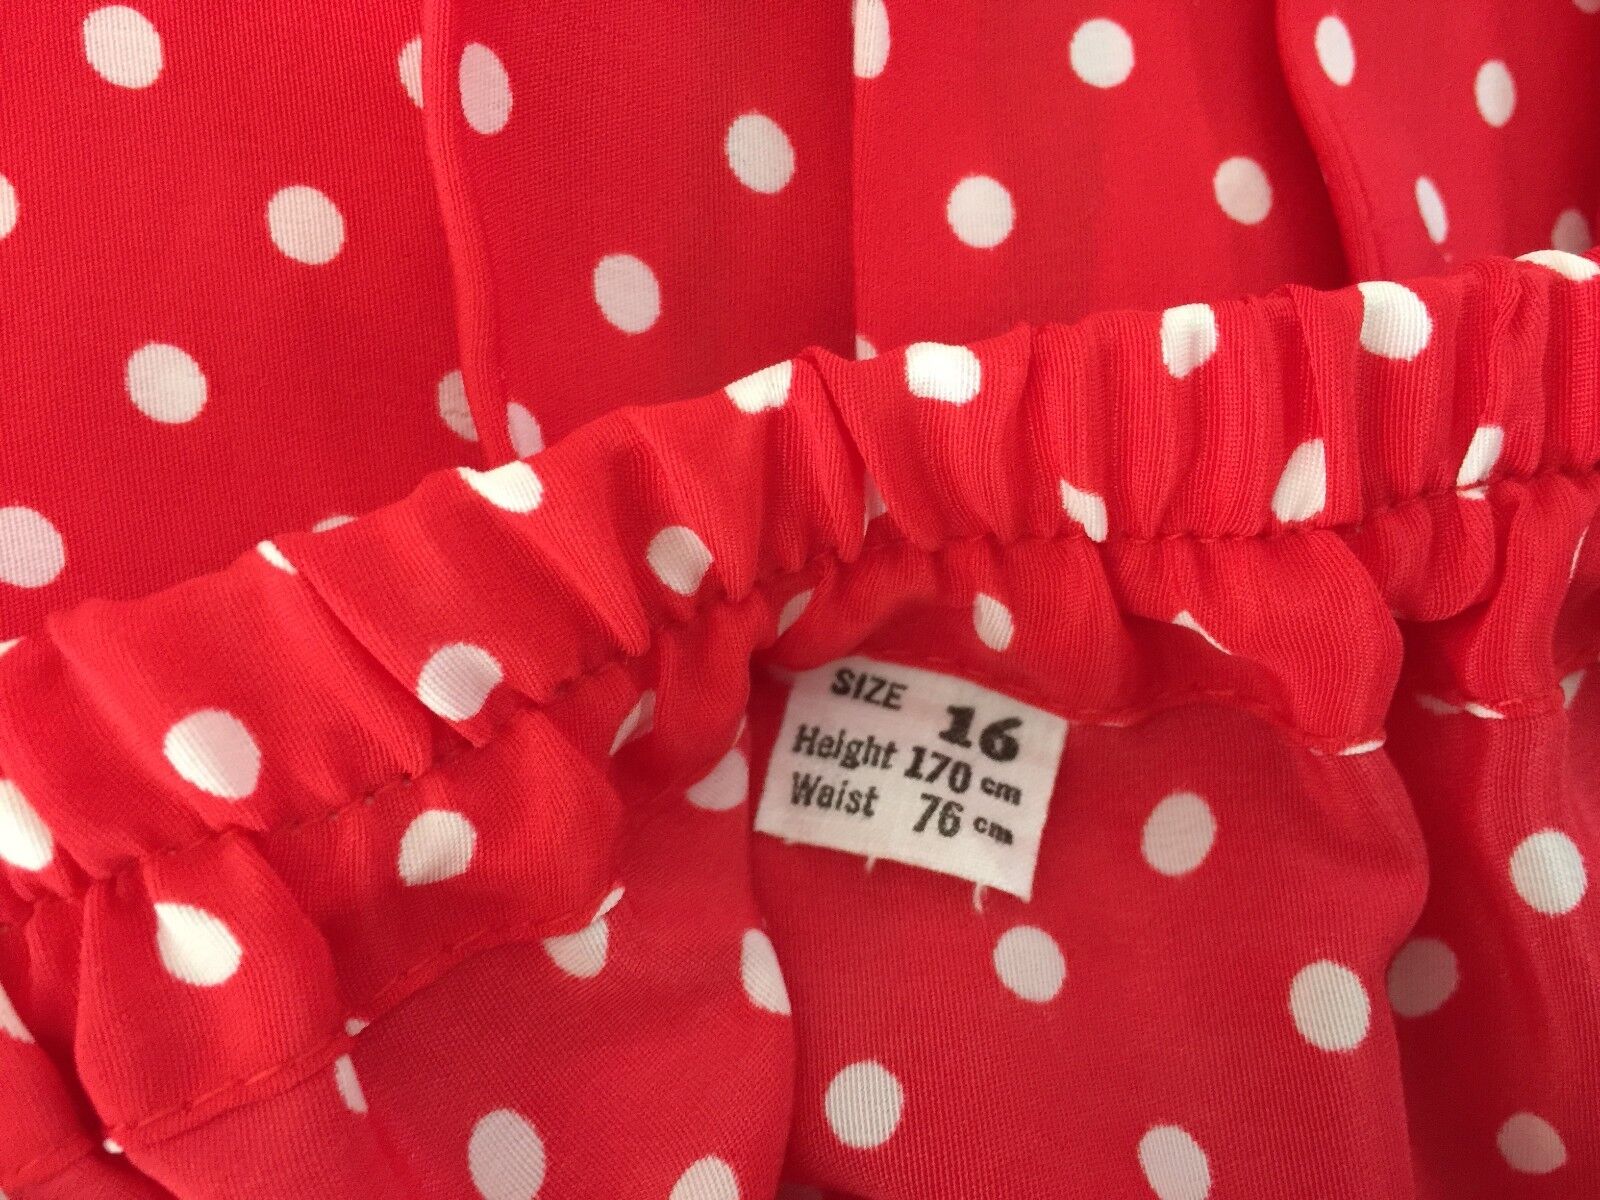 SIZE 16
Height 170 cm
Waist 76 cm